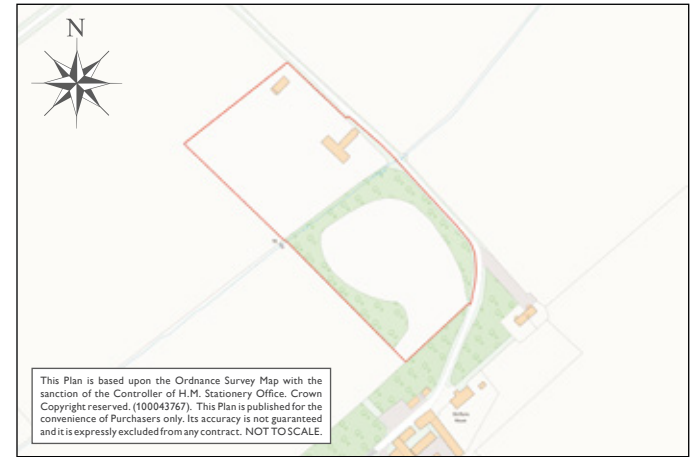 N
This Plan is based upon the Ordnance Survey Map with the
sanction of the Controller of H.M. Stationery Office. Crown
Copyright reserved. (100043767). This Plan is published for the
convenience of Purchasers only. Its accuracy is not guaranteed
and it is expressly excluded from any contract. NOT TO SCALE.